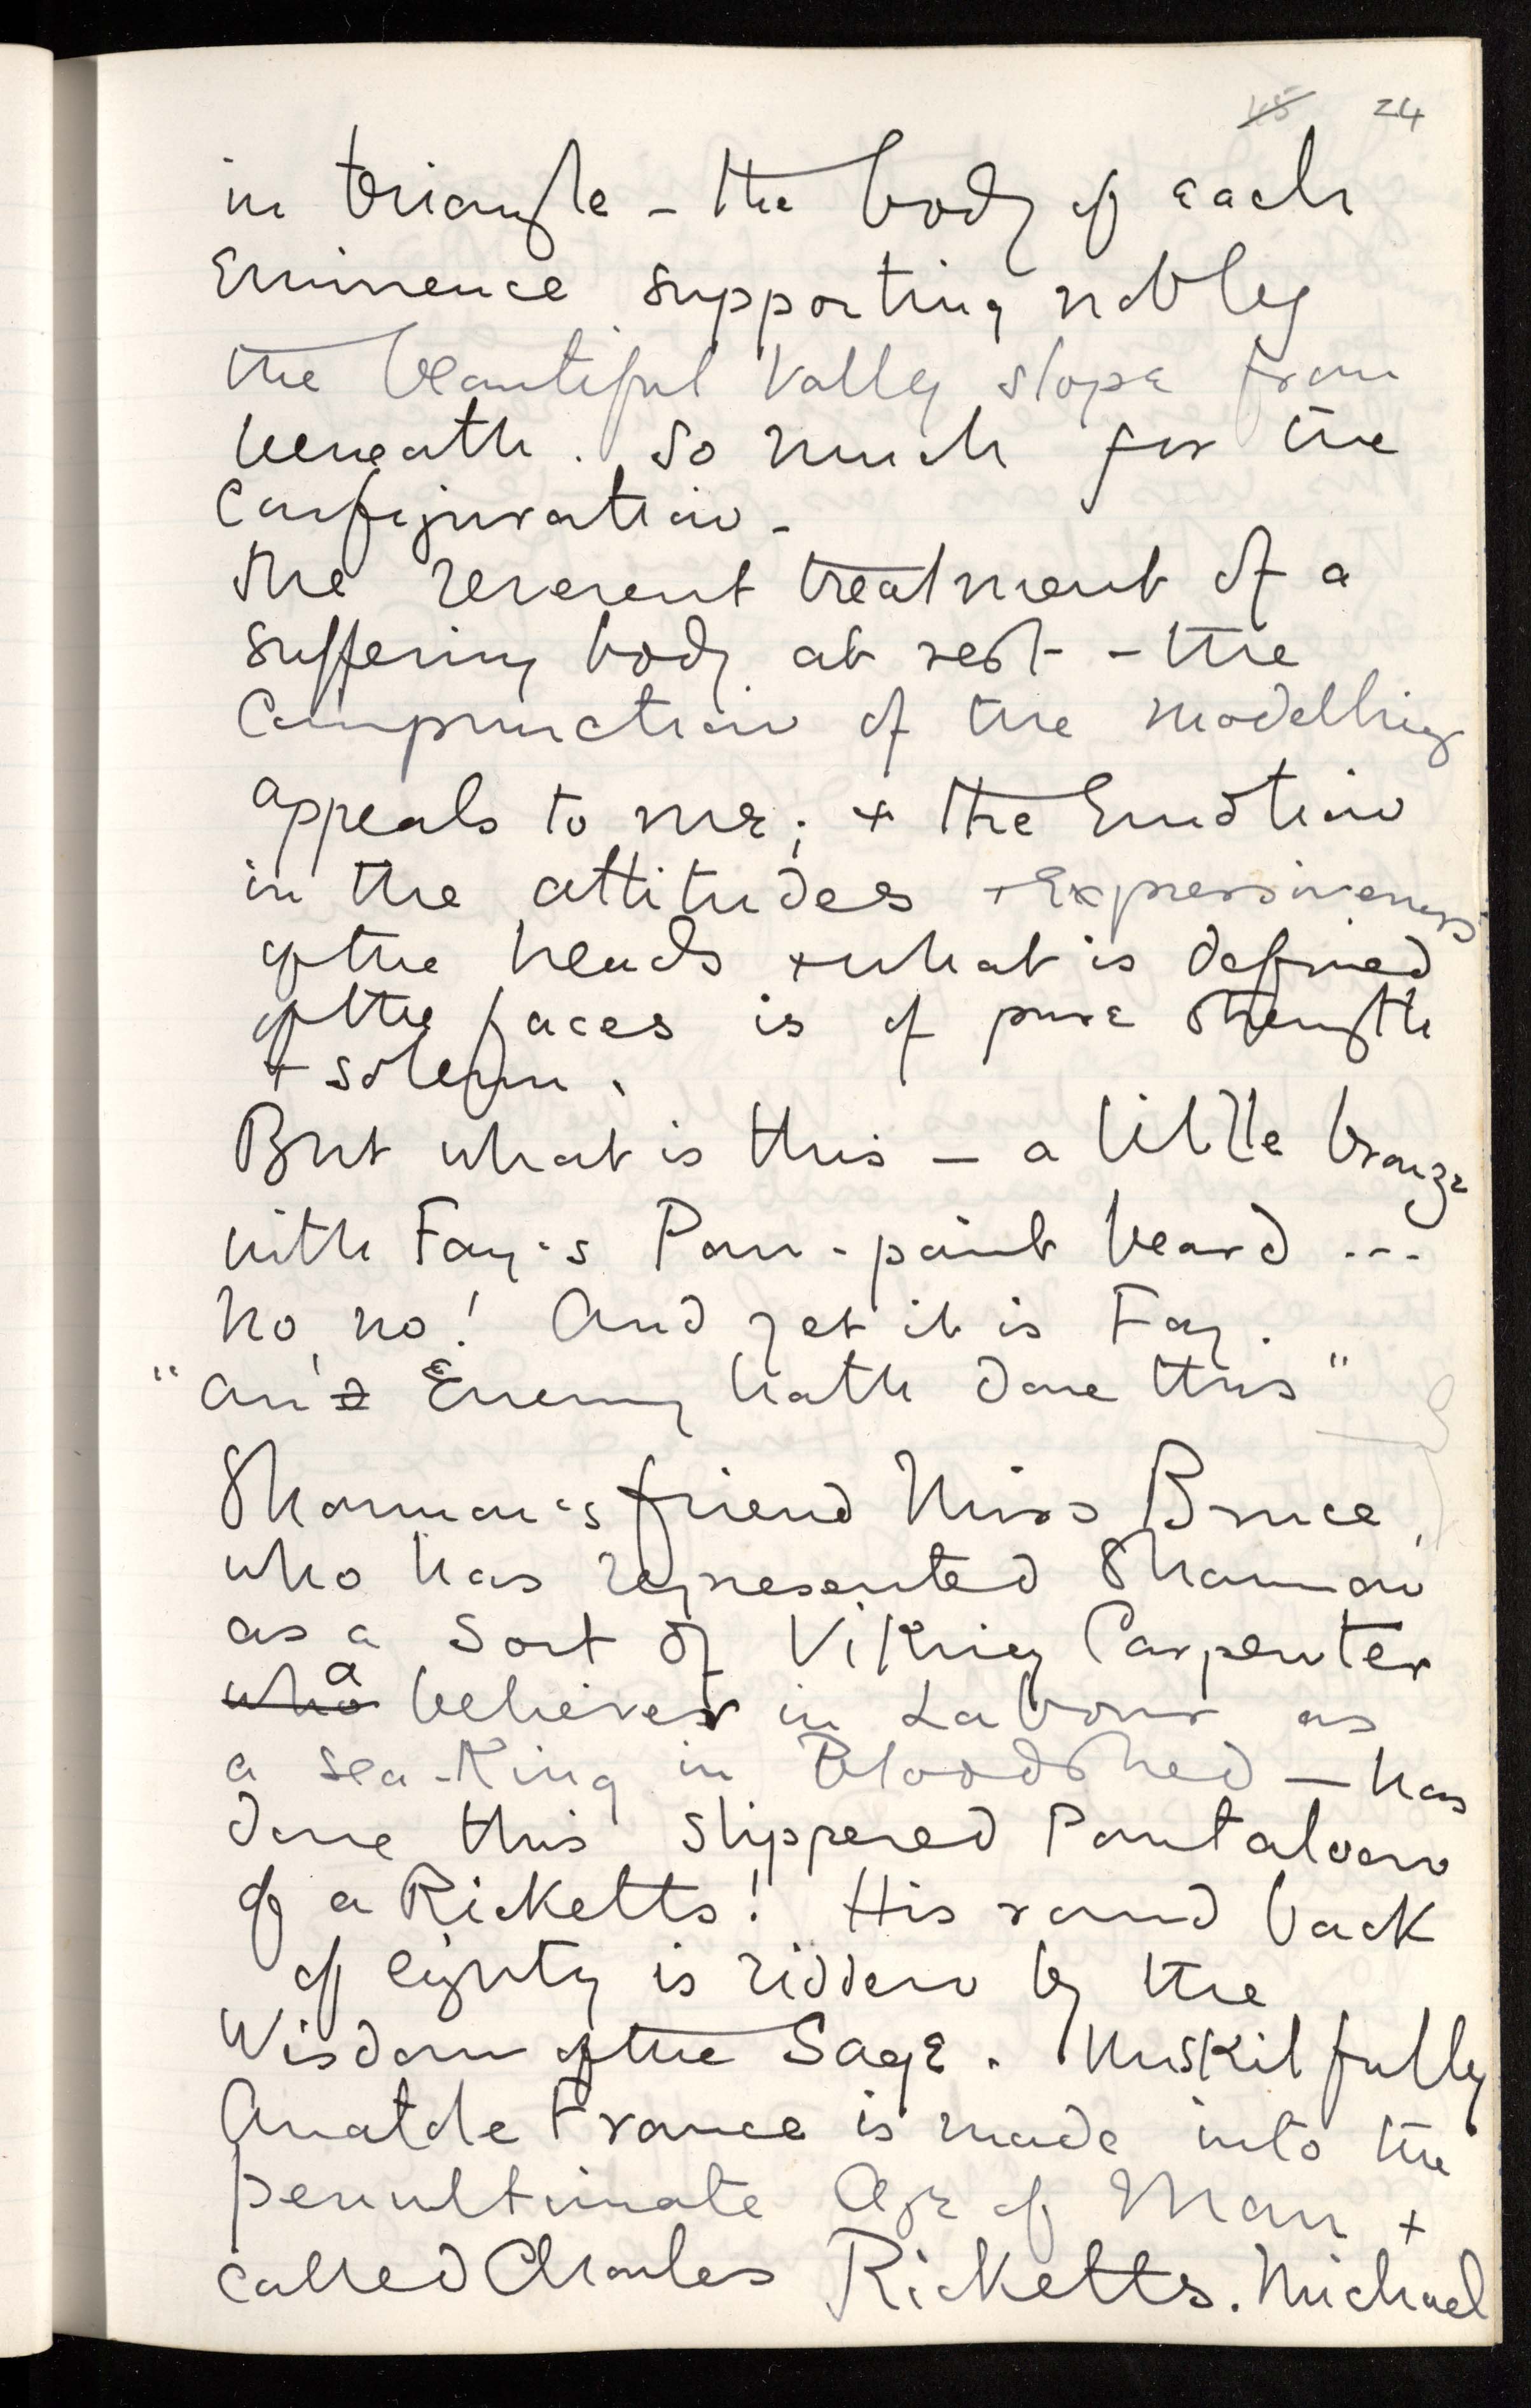 24
in triangle - the body of each
Eminence supporting nobley
the beautiful Valley slope from
beneath. So much for the
Configuration -
The reverent treatment of a
suffering body at rest - the
Compunction of the modelling
appeals to me; + the Emotion
in the attitudes + Expressiveness
of the heads + what is defined
of the faces is of pure strength
+ solemn.
But what is this - a little bronze
with Fay's Pan-point beard ...
No, no! And yet it is Fay.
"An Enemy hath done this"
Shannon's friend Miss Bruce,
who has represented Shannon
as a sort of Viking Carpenter
who a believer in Labour as
a sea-King in Bloodshed - has
done this slippered Pantaloon
of a Ricketts! His round back
of eighty is ridden by the
Wisdom of the Sage. Unskilfully
Anatole France is made into the
penultimate Age of Man +
called Charles Ricketts. Michael